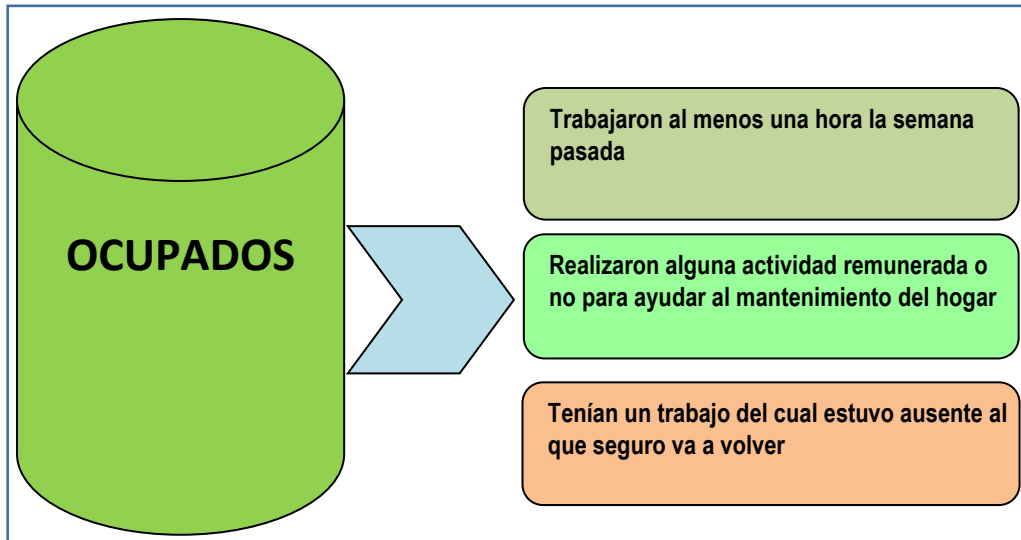 OCUPADOS
Trabajaron al menos una hora la semana
pasada
Realizaron alguna actividad remunerada o
no para ayudar al mantenimiento del hogar
Tenían un trabajo del cual estuvo ausente al
que seguro va a volver